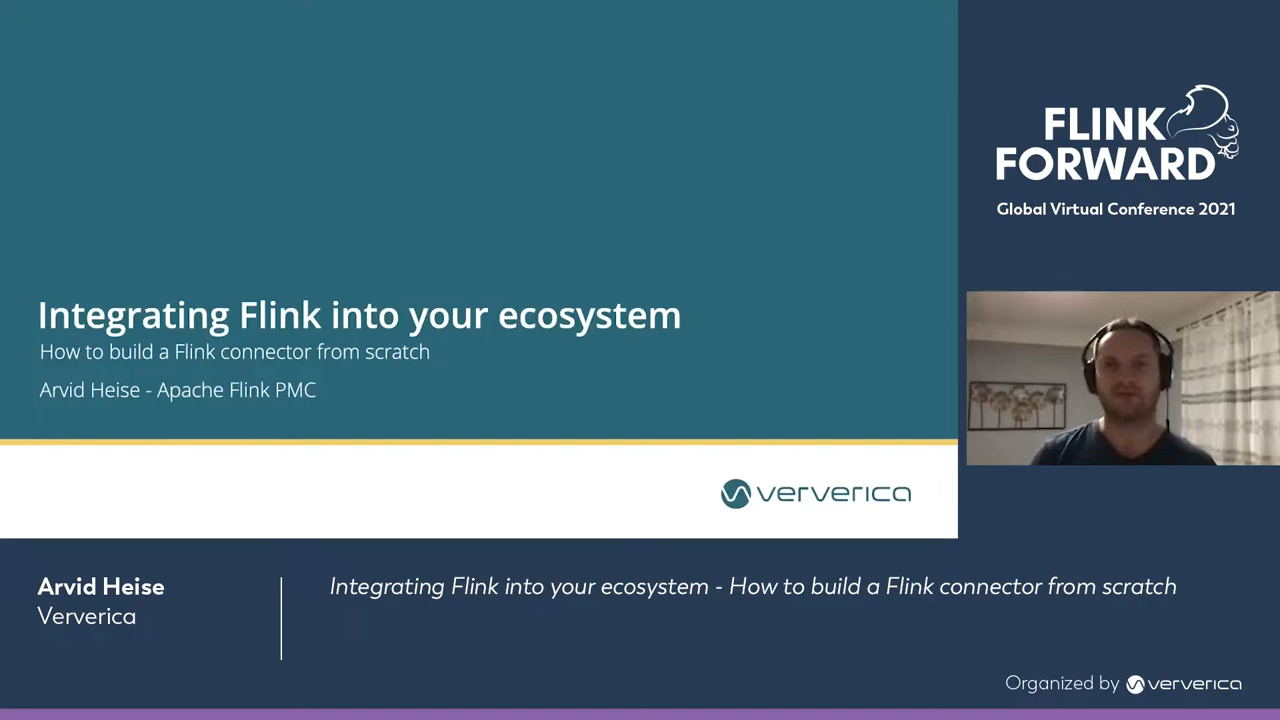 Integrating Flink into your ecosystem
How to build a Flink connector from scratch
Arvid Heise - Apache Flink PMC
ververica
FLINK
FORWARD
Global Virtual Conference 2021
Arvid Heise
Ververica
Integrating Flink into your ecosystem - How to build a Flink connector from scratch
Organized by ververica